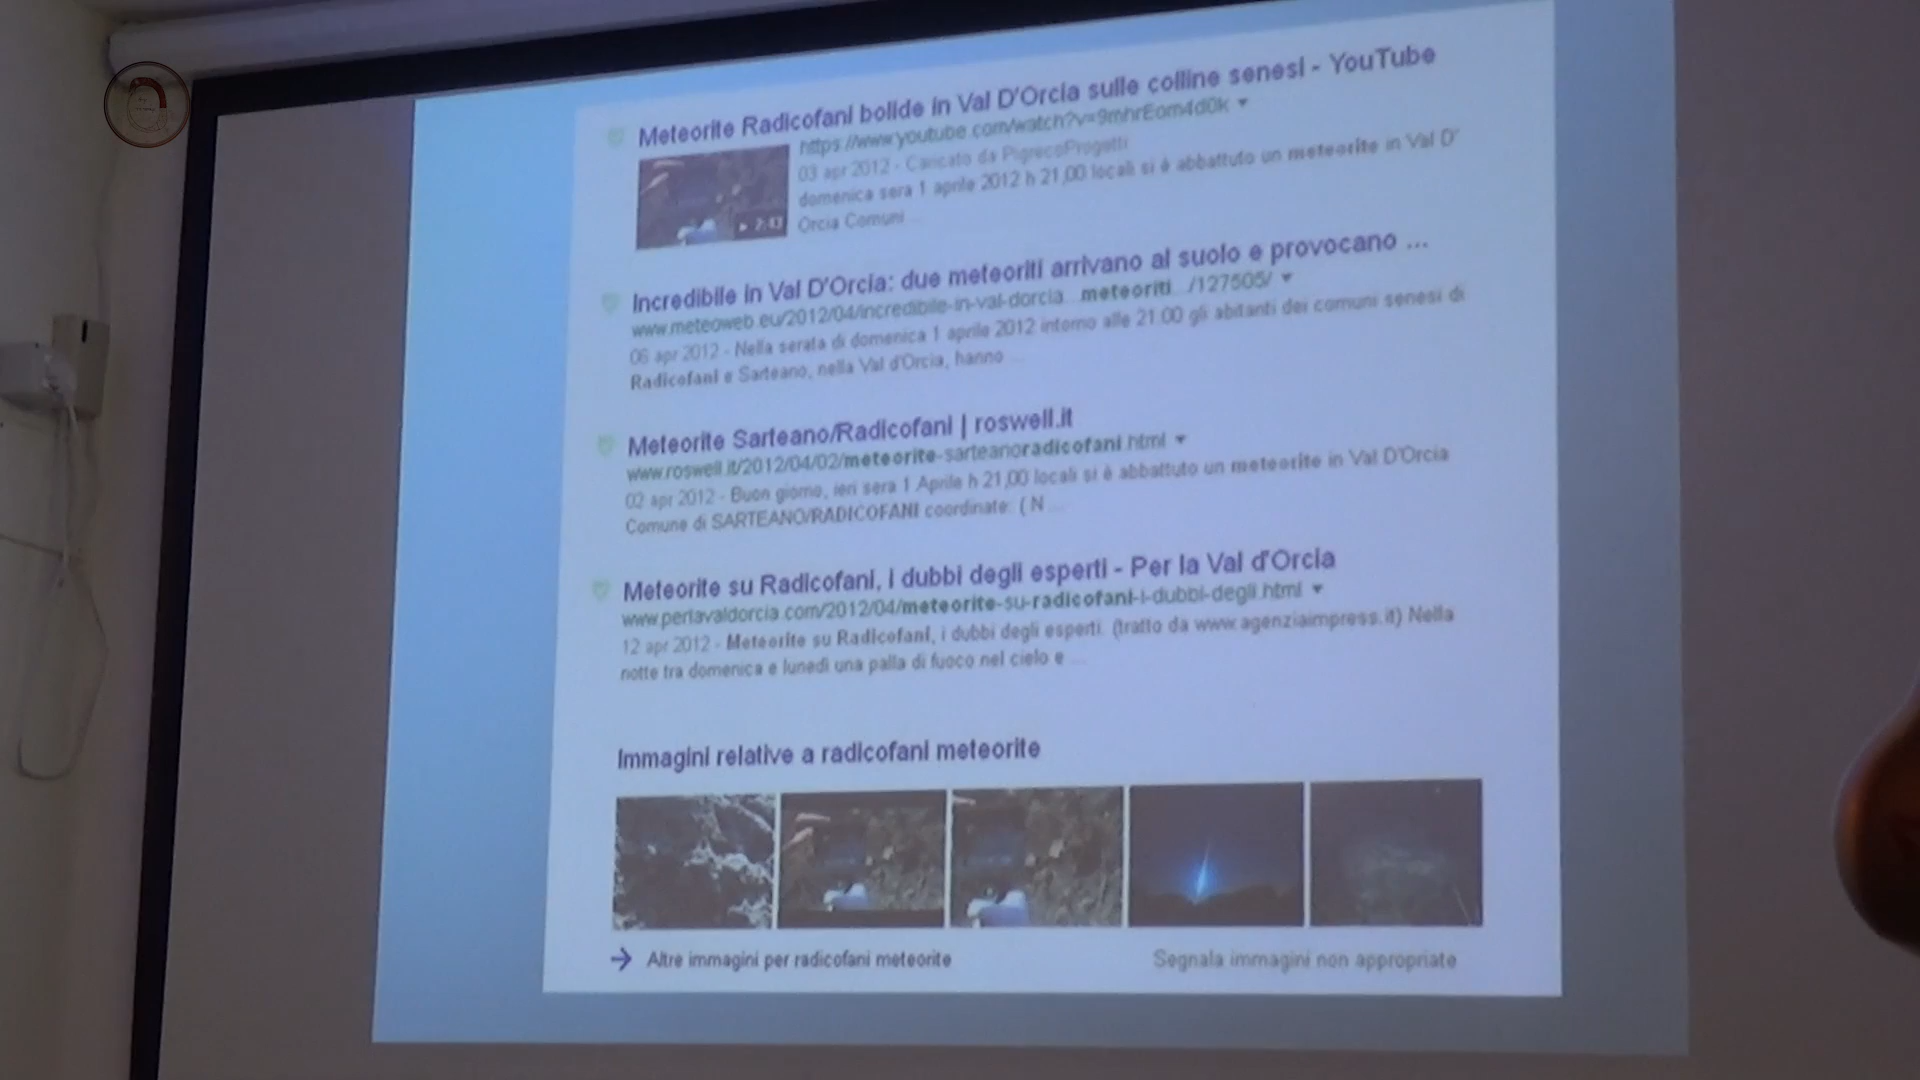 Meteorite Radicofani bolide in Val D'Orcia sulle colline senesi - YouTube
https://www.youtube.com/watch?v=9mhrEom4d0k
03 apr 2012 - Caricato da PigrecoProgetti
domenica sera 1 aprile 2012 h 21,00 locali si è abbattuto un meteorite in Val D'
Orcia Comuni ...
2:43
Incredibile in Val D'Orcia: due meteoriti arrivano al suolo e provocano ...
www.meteoweb.eu/2012/04/incredibile-in-val-dorcia...meteoriti.../127505/
06 apr 2012 - Nella serata di domenica 1 aprile 2012 intorno alle 21:00 gli abitanti dei comuni senesi di
Radicofani e Sarteano, nella Val d'Orcia, hanno ...
Meteorite Sarteano/Radicofani | roswell.it
www.roswell.it/2012/04/02/meteorite-sarteanoradicofani.html
02 apr 2012 - Buon giorno, ieri sera 1 Aprile h 21,00 locali si è abbattuto un meteorite in Val D'Orcia
Comune di SARTEANO/RADICOFANI coordinate: ( N ...
Meteorite su Radicofani, i dubbi degli esperti - Per la Val d'Orcia
www.perlavaldorcia.com/2012/04/meteorite-su-radicofani-i-dubbi-degli.html
12 apr 2012 - Meteorite su Radicofani, i dubbi degli esperti. (tratto da www.agenziaimpress.it) Nella
notte tra domenica e lunedì una palla di fuoco nel cielo e ...
Immagini relative a radicofani meteorite
Altre immagini per radicofani meteorite
Segnala immagini non appropriate